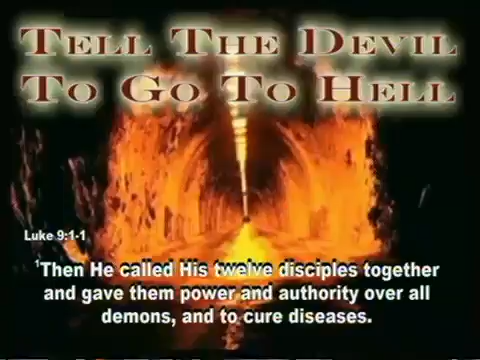 TELL THE DEVIL
TO GO TO HELL
Luke 9:1-1
1Then He called His twelve disciples together
and gave them power and authority over all
demons, and to cure diseases.